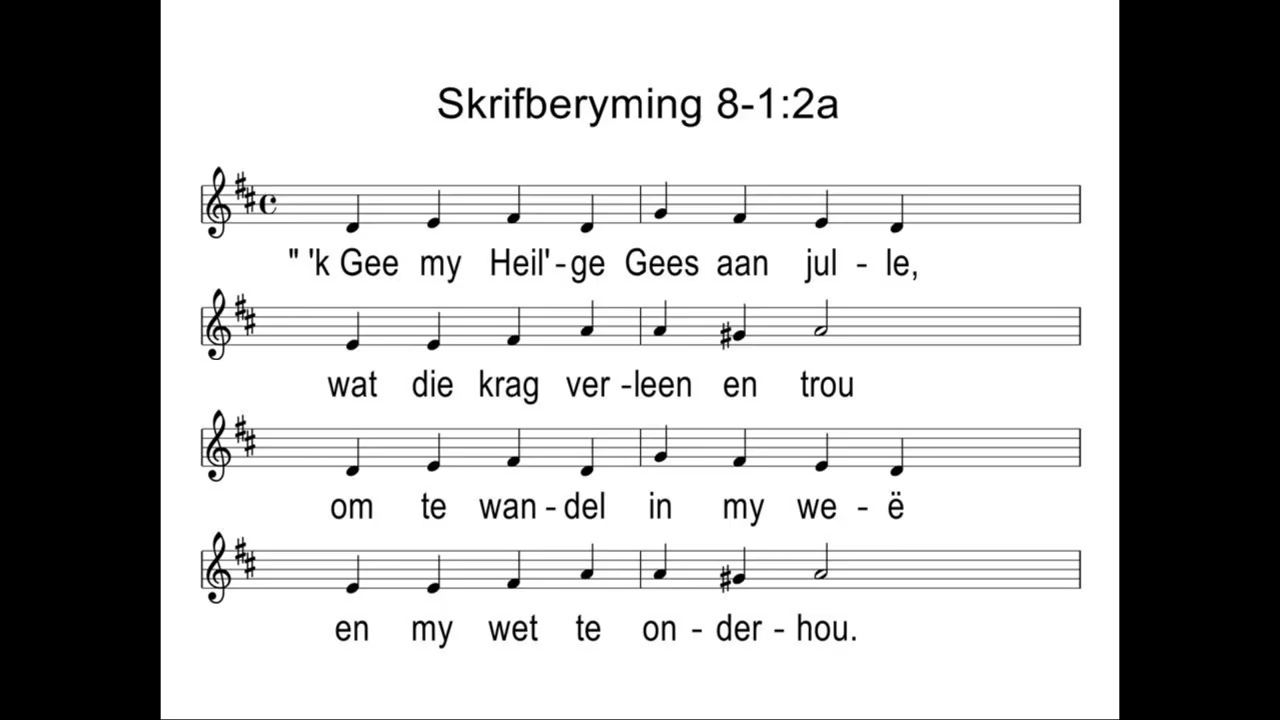 Skrifberyming 8-1:2a
" 'k Gee my Heil'-ge Gees aan jul - le,
wat die krag ver -leen en trou
om te wan - del in my we - ë
en my wet te on - der - hou.